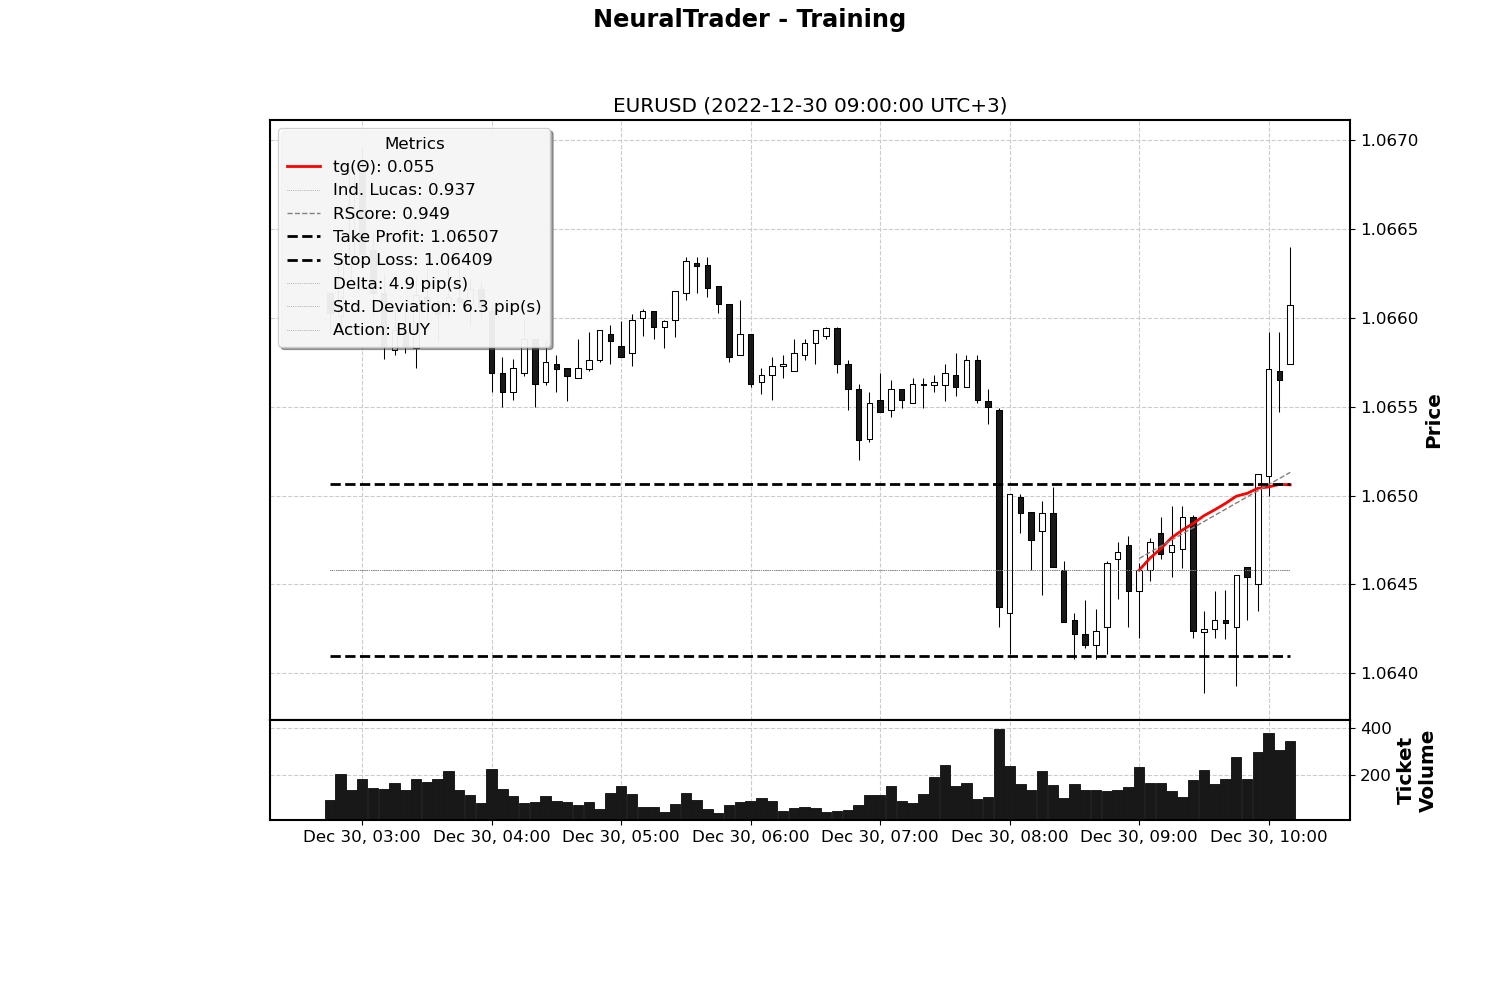 NeuralTrader - Training
EURUSD (2022-12-30 09:00:00 UTC+3)
Metrics
tg(Θ): 0.055
Ind. Lucas: 0.937
RScore: 0.949
Take Profit: 1.06507
Stop Loss: 1.06409
Delta: 4.9 pip(s)
Std. Deviation: 6.3 pip(s)
Action: BUY
1.0670
1.0665
1.0660
1.0655
1.0650
1.0645
1.0640
Price
400
200
Ticket
Volume
Dec 30, 03:00
Dec 30, 04:00
Dec 30, 05:00
Dec 30, 06:00
Dec 30, 07:00
Dec 30, 08:00
Dec 30, 09:00
Dec 30, 10:00